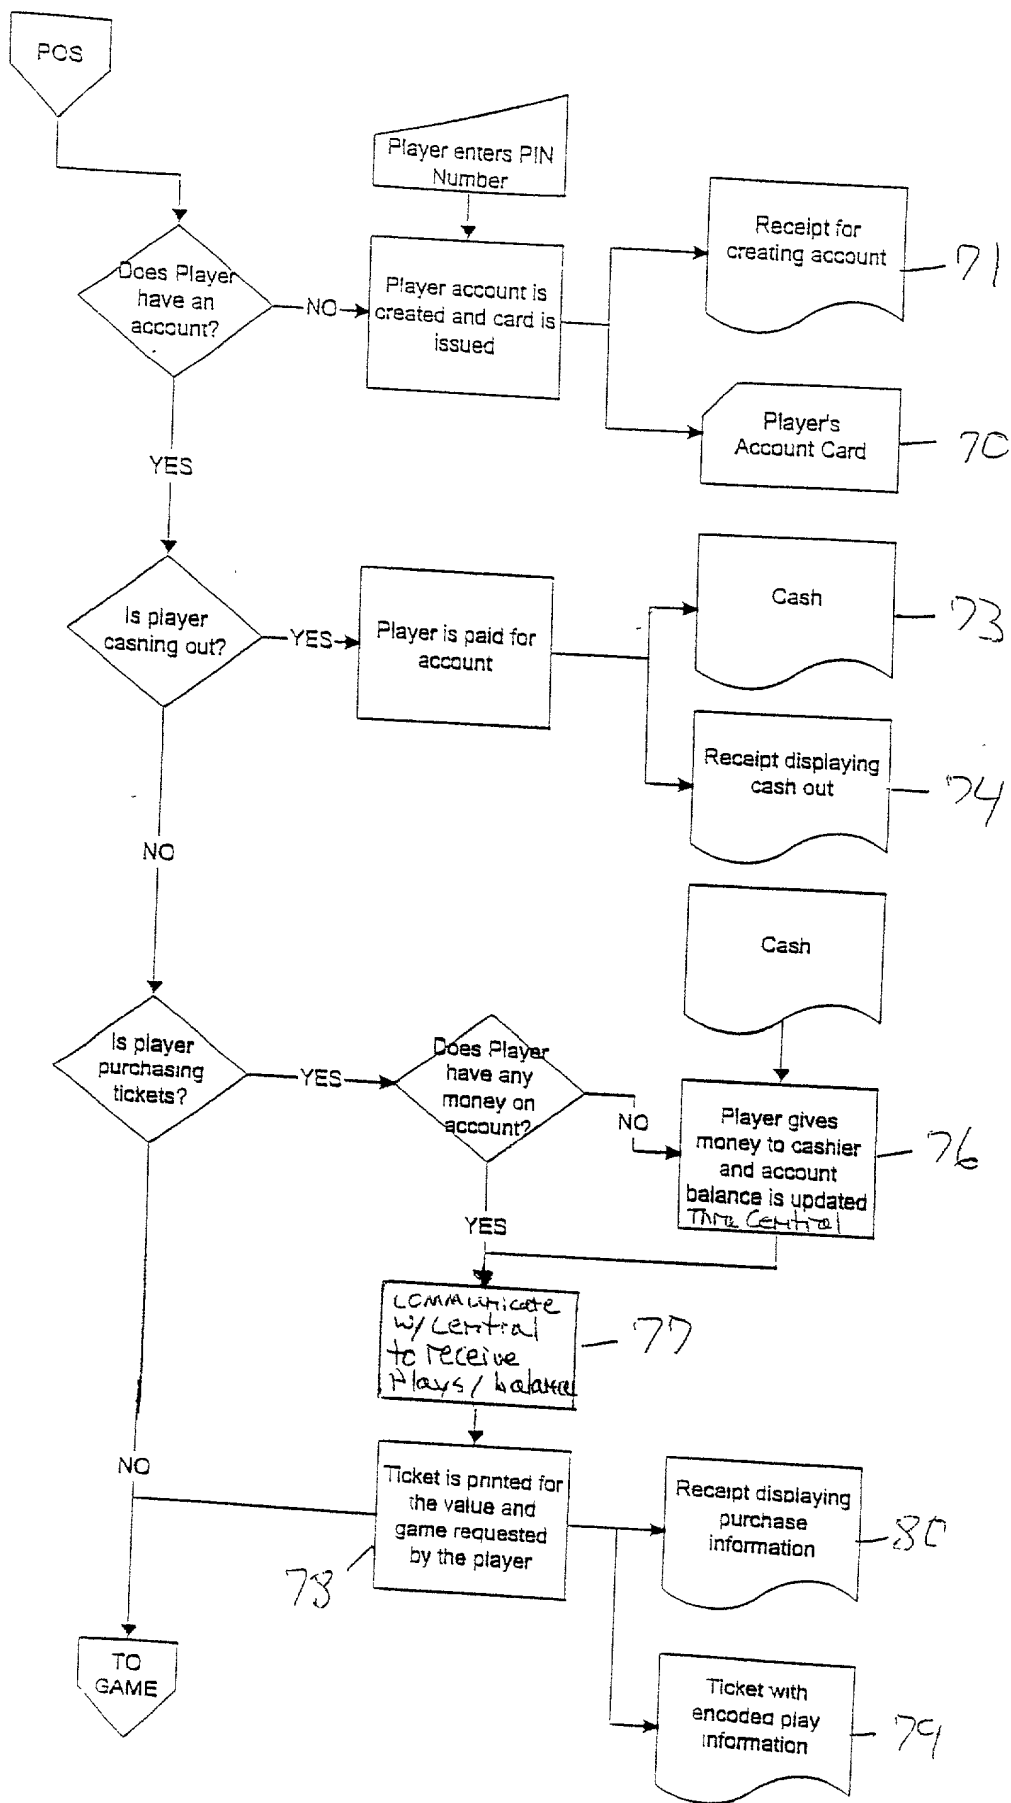 POS
Player enters PIN
Number
Does Player
have an
account?
NO
Player account is
created and card is
issued
Receipt for
creating account
71
Player's
Account Card
70
YES
Is player
casning out?
YES
Player is paid for
account
Cash
73
Receipt displaying
cash out
74
NO
Cash
Is player
purchasing
tickets?
YES
Does Player
have any
money on
account?
NO
Player gives
money to cashier
and account
balance is updated
Thru Central
76
YES
Communicate
w/ Central
to receive
Plays/balance
77
NO
Ticket is printed for
the value and
game requested
by the player
78
Receipt displaying
purchase
information
80
TO
GAME
Ticket with
encoded play
information
79